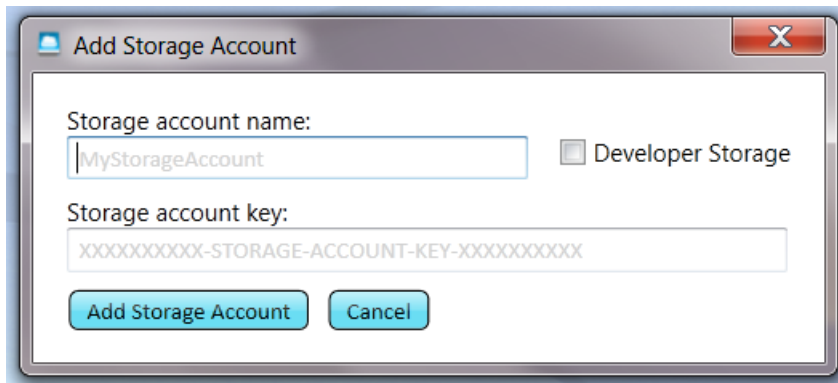 Add Storage Account
X
Storage account name:
MyStorageAccount
Developer Storage
Storage account key:
XXXXXXXXXX-STORAGE-ACCOUNT-KEY-XXXXXXXXXX
Add Storage Account
Cancel